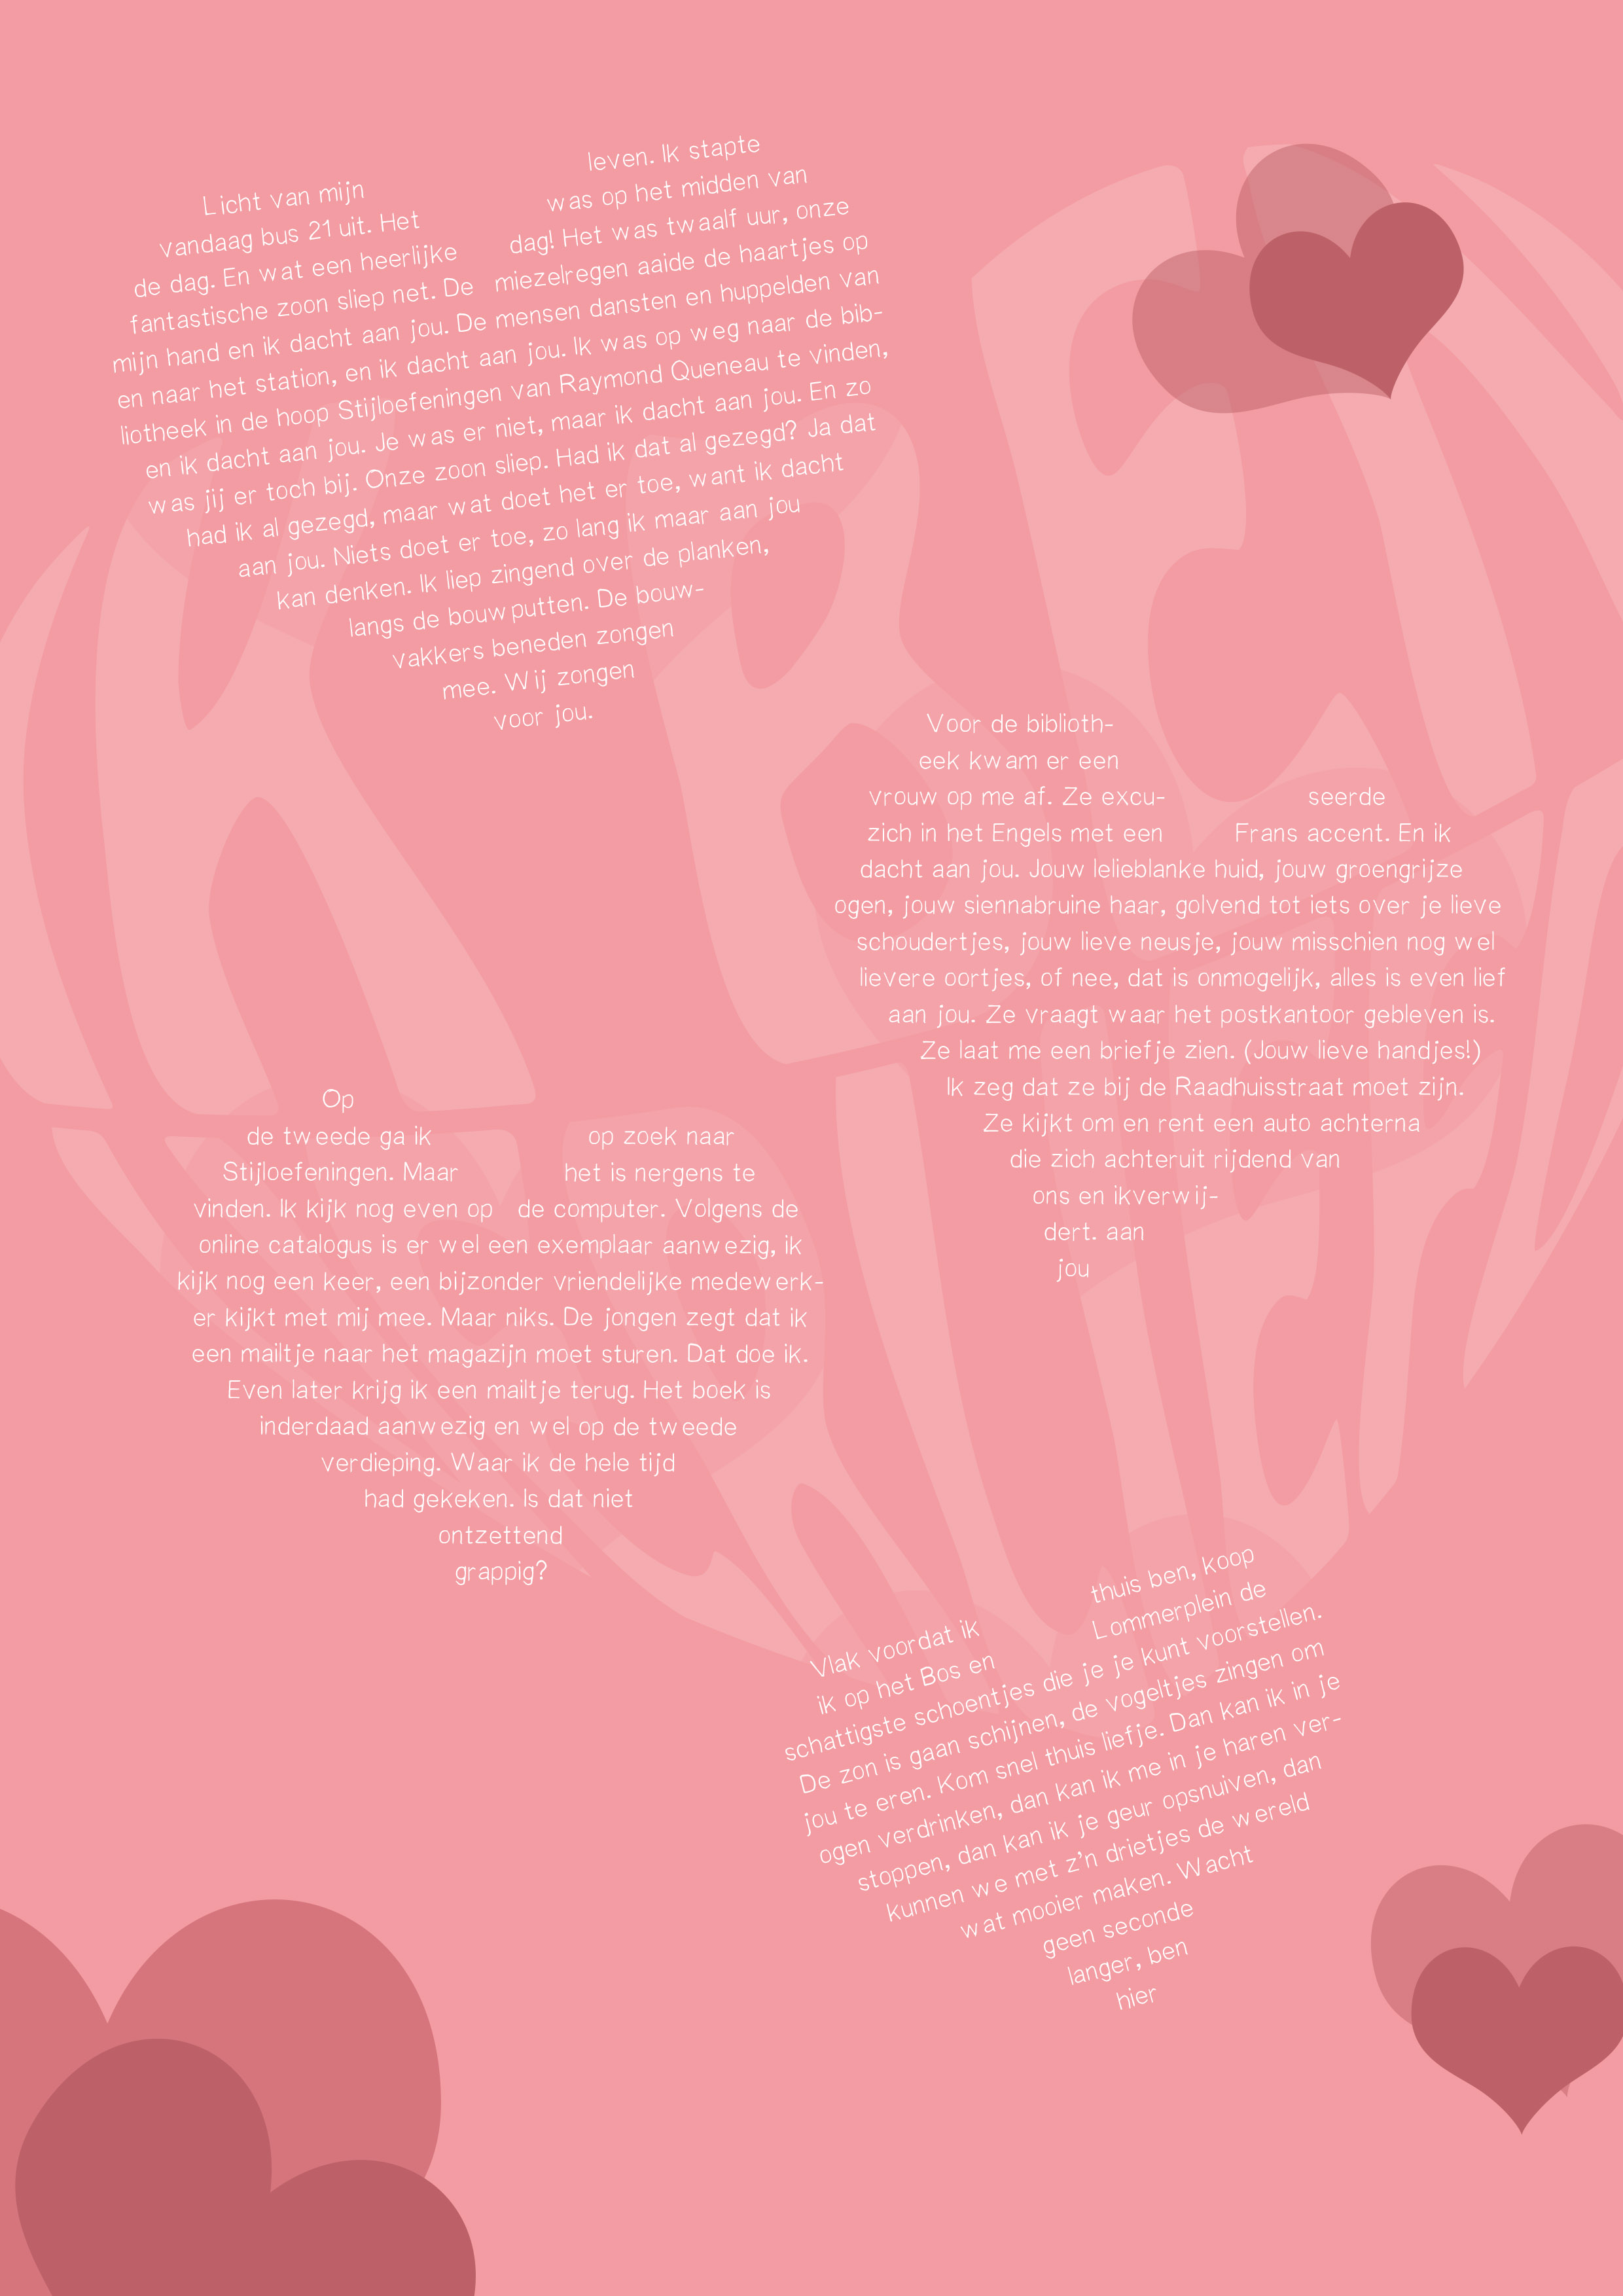 Licht van mijn leven. Ik stapte
vandaag bus 21 uit. Het was op het midden van
de dag. En wat een heerlijke dag! Het was twaalf uur, onze
fantastische zoon sliep net. De miezelregen aaide de haartjes op
mijn hand en ik dacht aan jou. De mensen dansten en huppelden van
en naar het station, en ik dacht aan jou. Ik was op weg naar de bib-
liotheek in de hoop Stijloefeningen van Raymond Queneau te vinden,
en ik dacht aan jou. Je was er niet, maar ik dacht aan jou. En zo
was jij er toch bij. Onze zoon sliep. Had ik dat al gezegd? Ja dat
had ik al gezegd, maar wat doet het er toe, want ik dacht
aan jou. Niets doet er toe, zo lang ik maar aan jou
kan denken. Ik liep zingend over de planken,
langs de bouwputten. De bouw-
vakkers beneden zongen
mee. Wij zongen
voor jou.
Voor de biblioth-
eek kwam er een
vrouw op me af. Ze excu- seerde
zich in het Engels met een Frans accent. En ik
dacht aan jou. Jouw lelieblanke huid, jouw groengrijze
ogen, jouw siennabruine haar, golvend tot iets over je lieve
schoudertjes, jouw lieve neusje, jouw misschien nog wel
lievere oortjes, of nee, dat is onmogelijk, alles is even lief
aan jou. Ze vraagt waar het postkantoor gebleven is.
Ze laat me een briefje zien. (Jouw lieve handjes!)
Ik zeg dat ze bij de Raadhuisstraat moet zijn.
Ze kijkt om en rent een auto achterna
die zich achteruit rijdend van
ons en ikverwij-
dert. aan
jou
Op
de tweede ga ik op zoek naar
Stijloefeningen. Maar het is nergens te
vinden. Ik kijk nog even op de computer. Volgens de
online catalogus is er wel een exemplaar aanwezig, ik
kijk nog een keer, een bijzonder vriendelijke medewerk-
er kijkt met mij mee. Maar niks. De jongen zegt dat ik
een mailtje naar het magazijn moet sturen. Dat doe ik.
Even later krijg ik een mailtje terug. Het boek is
inderdaad aanwezig en wel op de tweede
verdieping. Waar ik de hele tijd
had gekeken. Is dat niet
ontzettend
grappig?
Vlak voordat ik thuis ben, koop
ik op het Bos en Lommerplein de
schattigste schoentjes die je je kunt voorstellen.
De zon is gaan schijnen, de vogeltjes zingen om
jou te eren. Kom snel thuis liefje. Dan kan ik in je
ogen verdrinken, dan kan ik me in je haren ver-
stoppen, dan kan ik je geur opsnuiven, dan
kunnen we met z'n drietjes de wereld
wat mooier maken. Wacht
geen seconde
langer, ben
hier